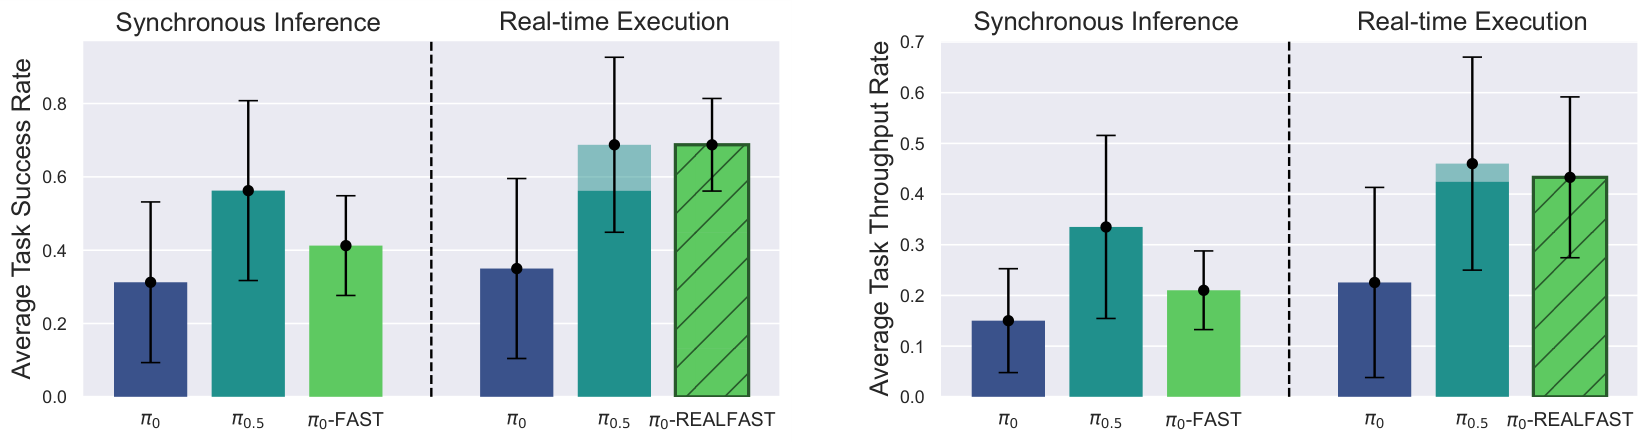 Synchronous Inference
Real-time Execution
Average Task Success Rate
0.8
0.6
0.4
0.2
0.0
π₀
π₀.₅
π₀-FAST
π₀
π₀.₅
π₀-REALFAST
Synchronous Inference
Real-time Execution
Average Task Throughput Rate
0.7
0.6
0.5
0.4
0.3
0.2
0.1
0.0
π₀
π₀.₅
π₀-FAST
π₀
π₀.₅
π₀-REALFAST